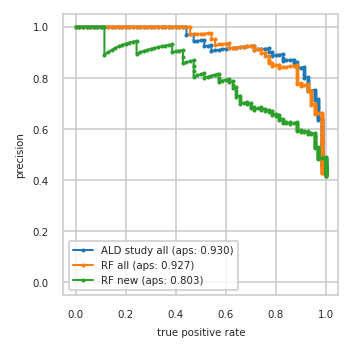 1.0
0.8
0.6
0.4
0.2
0.0
precision
ALD study all (aps: 0.930)
RF all (aps: 0.927)
RF new (aps: 0.803)
0.0 0.2 0.4 0.6 0.8 1.0
true positive rate